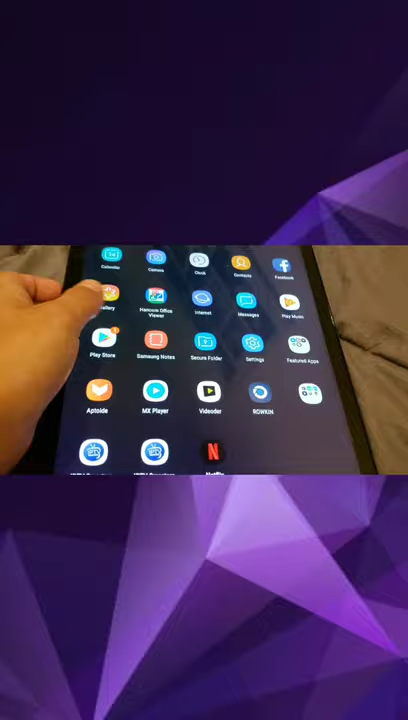 Calendar
Camera
Clock
Contacts
Facebook
Gallery
Hancom Office
Viewer
Internet
Messages
Play Music
Play Store
Samsung Notes
Secure Folder
Settings
Featured Apps
Aptoide
MX Player
Videoder
ROWKIN
Netflix